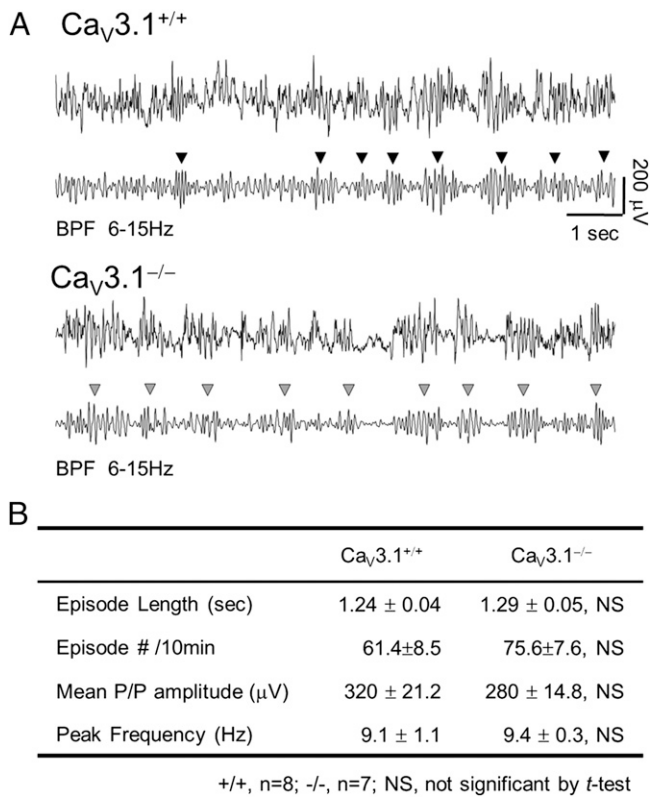 A CaV3.1+/+
BPF 6-15Hz
200 μV
1 sec
CaV3.1−/−
BPF 6-15Hz
B
CaV3.1+/+ CaV3.1−/−
Episode Length (sec) 1.24 ± 0.04 1.29 ± 0.05, NS
Episode # /10min 61.4±8.5 75.6±7.6, NS
Mean P/P amplitude (μV) 320 ± 21.2 280 ± 14.8, NS
Peak Frequency (Hz) 9.1 ± 1.1 9.4 ± 0.3, NS
+/+, n=8; -/-, n=7; NS, not significant by t-test